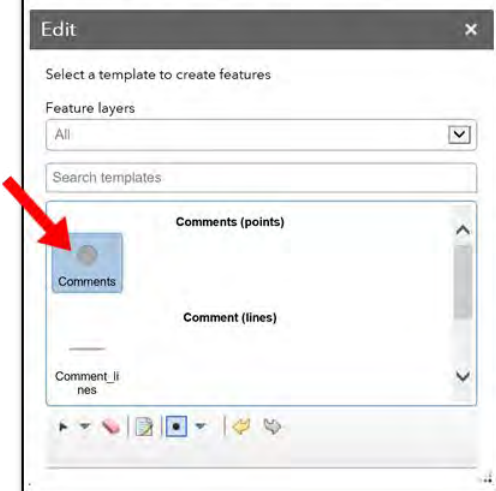 Edit
Select a template to create features
Feature layers
All
Search templates
Comments (points)
Comments
Comment (lines)
Comment_li
nes